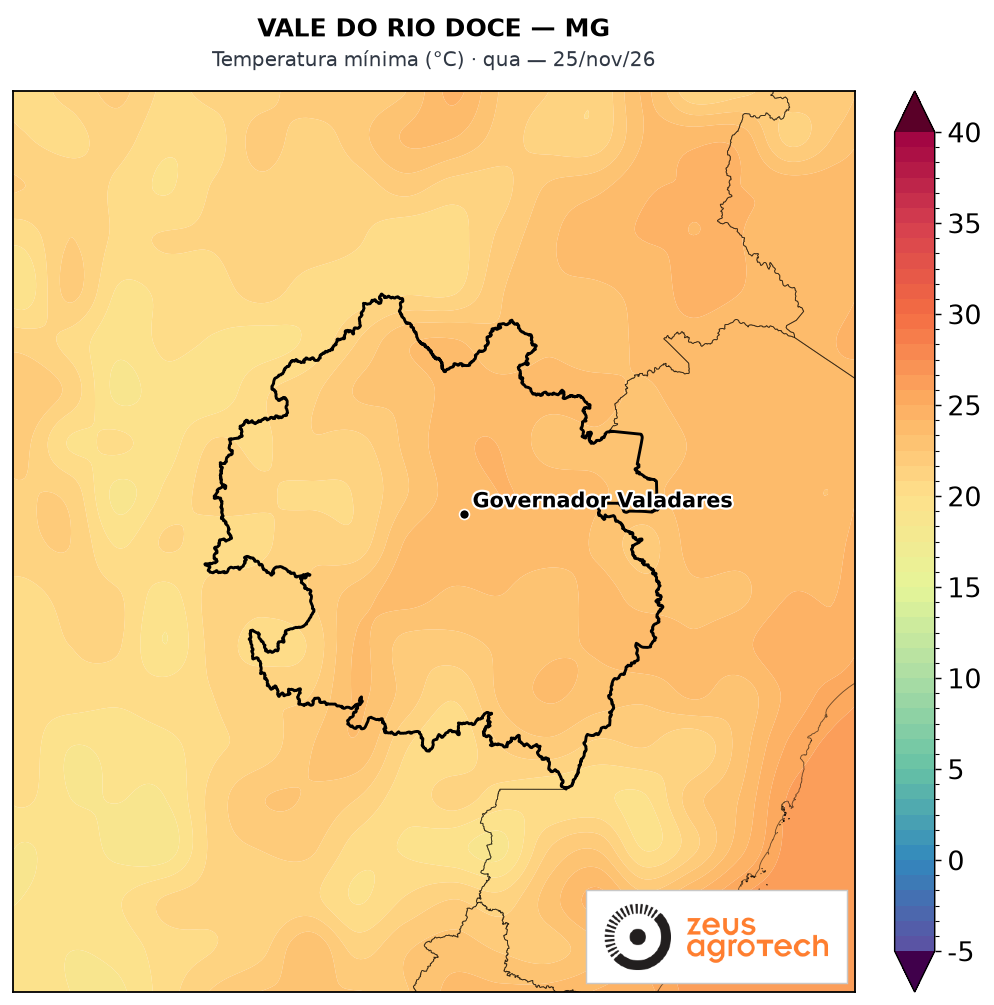 VALE DO RIO DOCE — MG
Temperatura mínima (°C) · qua — 25/nov/26
40
35
30
25
20
15
10
5
0
-5
Governador Valadares
zeus
agrotech